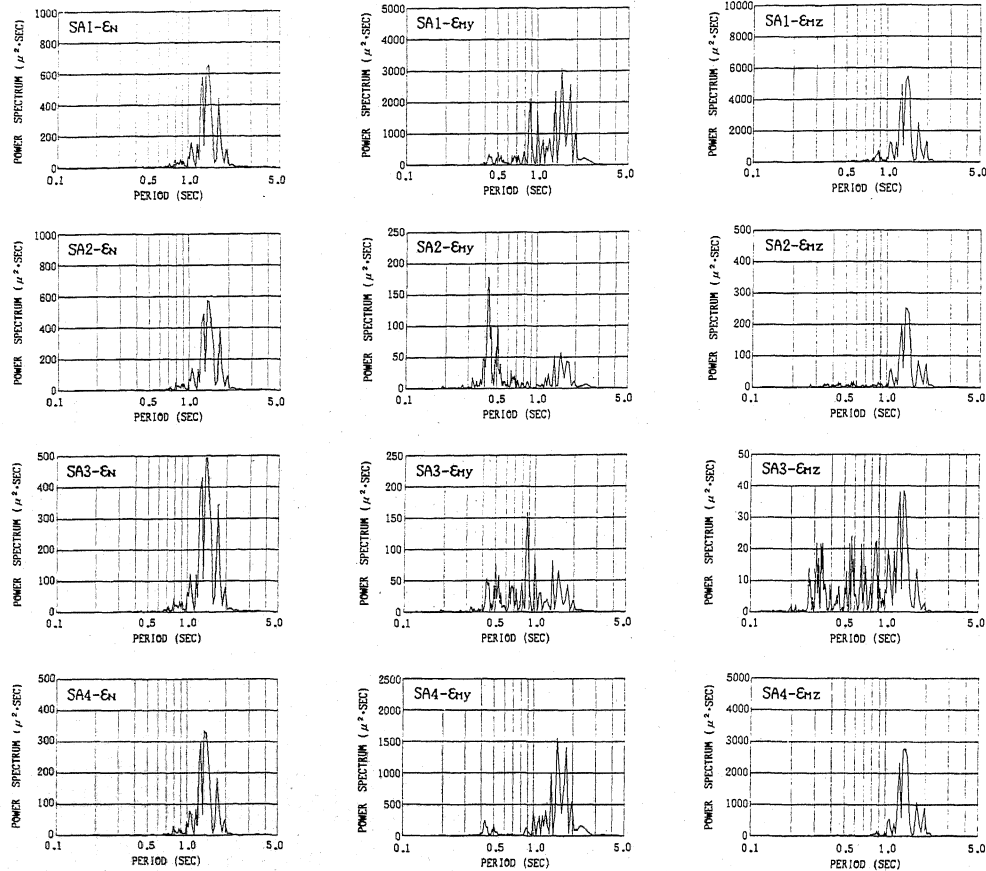 SA1-εN
POWER SPECTRUM (μ²·SEC)
1000
800
600
400
200
0
0.1 0.5 1.0 5.0
PERIOD (SEC)
SA1-εMy
POWER SPECTRUM (μ²·SEC)
5000
4000
3000
2000
1000
0
0.1 0.5 1.0 5.0
PERIOD (SEC)
SA1-εMZ
POWER SPECTRUM (μ²·SEC)
10000
8000
6000
4000
2000
0
0.1 0.5 1.0 5.0
PERIOD (SEC)
SA2-εN
POWER SPECTRUM (μ²·SEC)
1000
800
600
400
200
0
0.1 0.5 1.0 5.0
PERIOD (SEC)
SA2-εMy
POWER SPECTRUM (μ²·SEC)
250
200
150
100
50
0
0.1 0.5 1.0 5.0
PERIOD (SEC)
SA2-εMZ
POWER SPECTRUM (μ²·SEC)
500
400
300
200
100
0
0.1 0.5 1.0 5.0
PERIOD (SEC)
SA3-εN
POWER SPECTRUM (μ²·SEC)
500
400
300
200
100
0
0.1 0.5 1.0 5.0
PERIOD (SEC)
SA3-εMy
POWER SPECTRUM (μ²·SEC)
250
200
150
100
50
0
0.1 0.5 1.0 5.0
PERIOD (SEC)
SA3-εMZ
POWER SPECTRUM (μ²·SEC)
50
40
30
20
10
0
0.1 0.5 1.0 5.0
PERIOD (SEC)
SA4-εN
POWER SPECTRUM (μ²·SEC)
500
400
300
200
100
0
0.1 0.5 1.0 5.0
PERIOD (SEC)
SA4-εMy
POWER SPECTRUM (μ²·SEC)
2500
2000
1500
1000
500
0
0.1 0.5 1.0 5.0
PERIOD (SEC)
SA4-εMZ
POWER SPECTRUM (μ²·SEC)
5000
4000
3000
2000
1000
0
0.1 0.5 1.0 5.0
PERIOD (SEC)